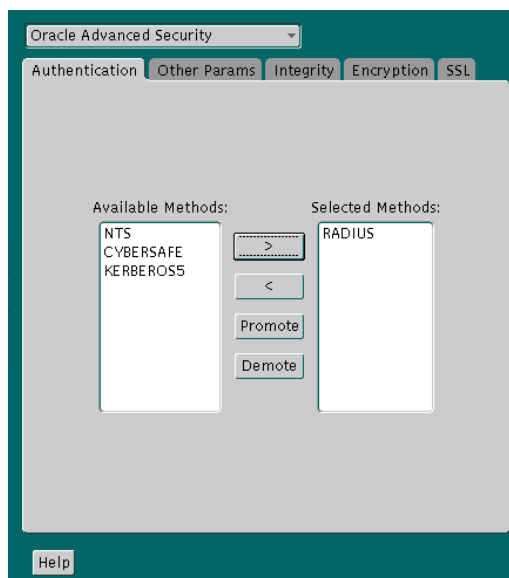 Oracle Advanced Security
Authentication Other Params Integrity Encryption SSL
Available Methods: Selected Methods:
NTS > RADIUS
CYBERSAFE
KERBEROS5
<
Promote
Demote
Help